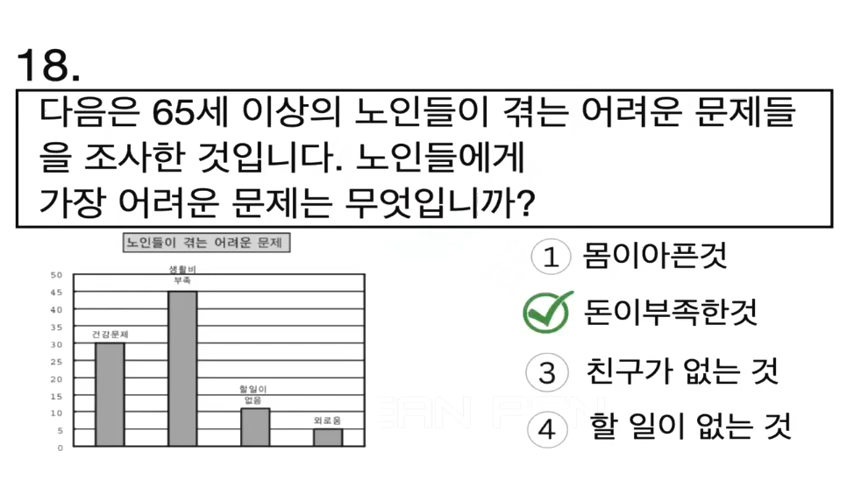 18.
다음은 65세 이상의 노인들이 겪는 어려운 문제들
을 조사한 것입니다. 노인들에게
가장 어려운 문제는 무엇입니까?
노인들이 겪는 어려운 문제
50
45
40
35
30
25
20
15
10
5
0
건강문제
생활비
부족
할일이
없음
외로움
1 몸이아픈것
돈이부족한것
3 친구가 없는 것
4 할 일이 없는 것